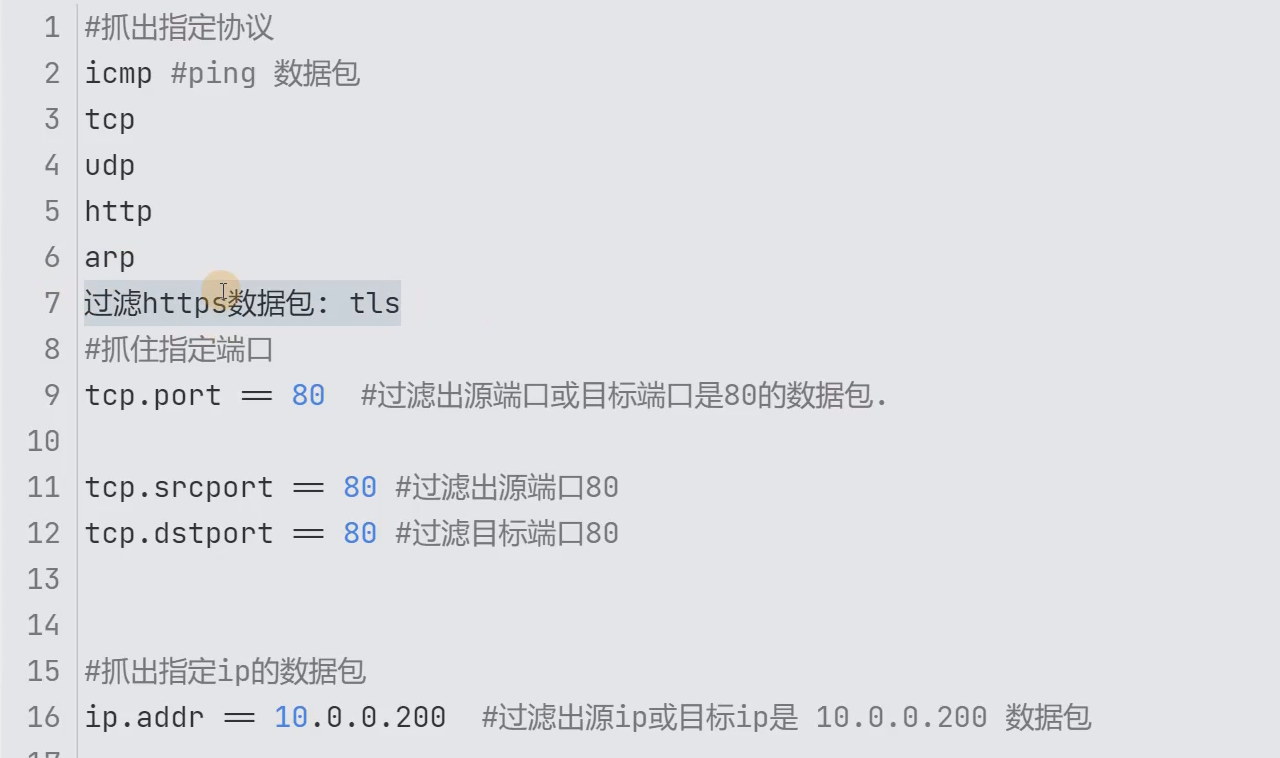 1 #抓出指定协议
2 icmp #ping 数据包
3 tcp
4 udp
5 http
6 arp
7 过滤https数据包: tls
8 #抓住指定端口
9 tcp.port == 80  #过滤出源端口或目标端口是80的数据包.
10
11 tcp.srcport == 80 #过滤出源端口80
12 tcp.dstport == 80 #过滤目标端口80
13
14
15 #抓出指定ip的数据包
16 ip.addr == 10.0.0.200  #过滤出源ip或目标ip是 10.0.0.200 数据包
17